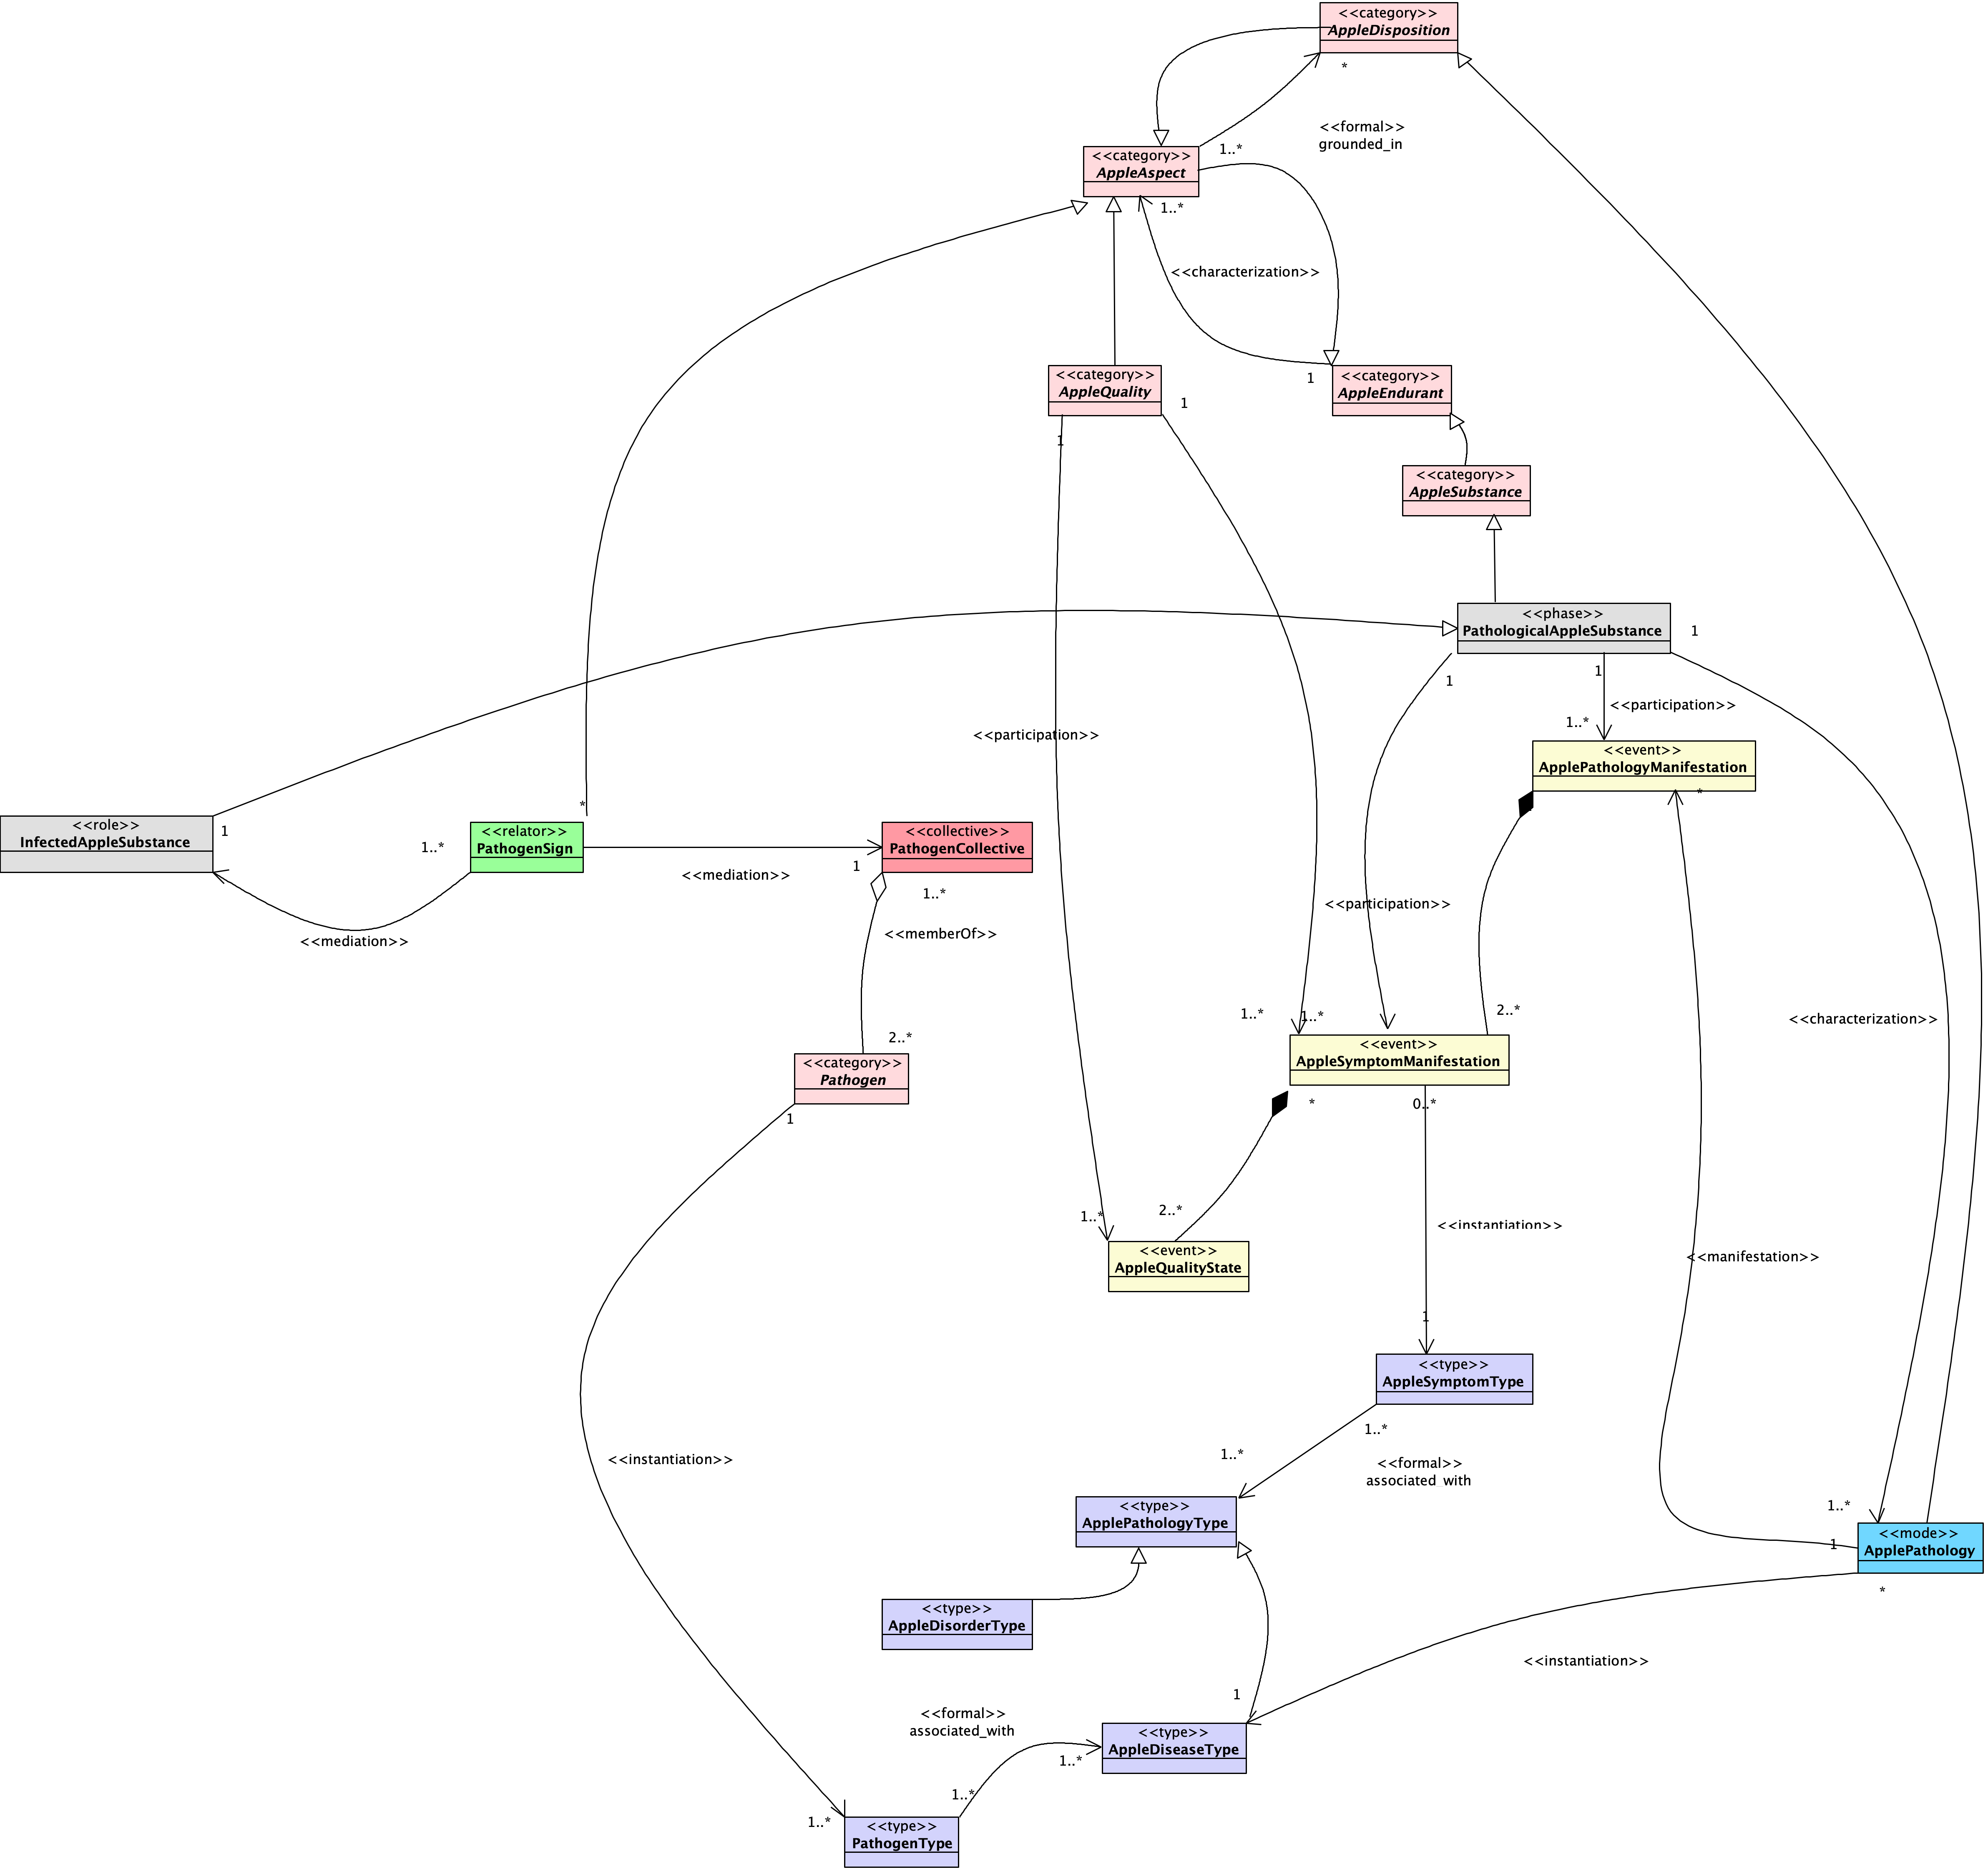 <<category>>
AppleDisposition
*
<<formal>>
grounded_in
1..*
<<category>>
AppleAspect
1..*
<<characterization>>
<<category>>
AppleQuality
1
1
1
<<category>>
AppleEndurant
<<category>>
AppleSubstance
<<phase>>
PathologicalAppleSubstance
1
1
1
<<participation>>
1..*
<<participation>>
<<event>>
ApplePathologyManifestation
*
*
<<role>>
InfectedAppleSubstance
1
1..*
<<relator>>
PathogenSign
<<mediation>>
1
<<collective>>
PathogenCollective
1..*
<<mediation>>
<<memberOf>>
<<participation>>
2..*
1..*
1..*
2..*
<<characterization>>
<<category>>
Pathogen
1
<<event>>
AppleSymptomManifestation
*
0..*
2..*
1..*
<<instantiation>>
<<event>>
AppleQualityState
<<manifestation>>
1
<<type>>
AppleSymptomType
1..*
1..*
<<formal>>
associated_with
<<instantiation>>
<<type>>
ApplePathologyType
1..*
<<mode>>
ApplePathology
1
*
<<type>>
AppleDisorderType
<<instantiation>>
1
<<formal>>
associated_with
<<type>>
AppleDiseaseType
1..*
1..*
1..*
<<type>>
PathogenType